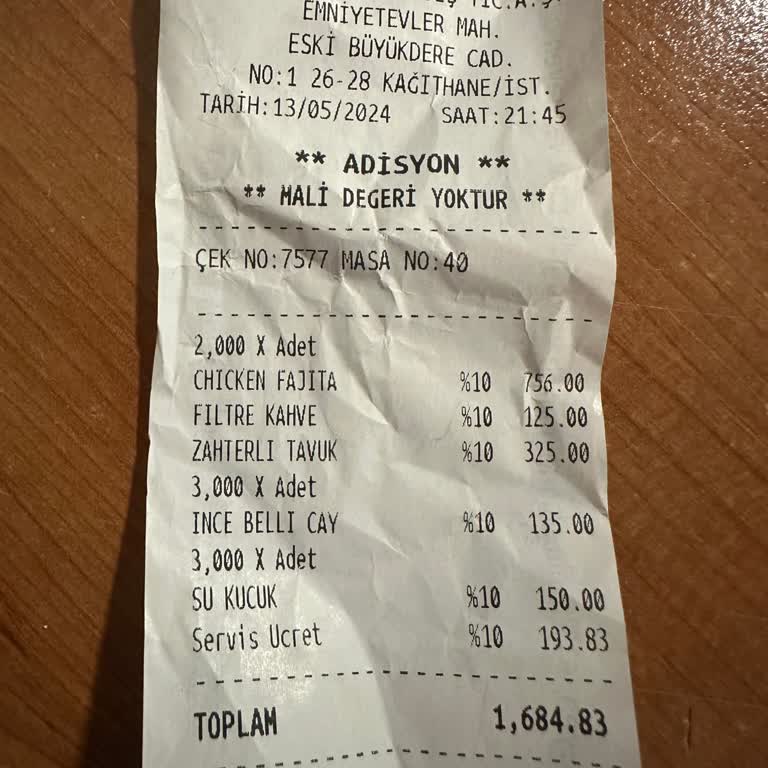 EMNİYETEVLER MAH.
ESKİ BÜYÜKDERE CAD.
NO:1 26-28 KAĞITHANE/İST.
TARİH:13/05/2024 SAAT:21:45
** ADİSYON **
** MALİ DEGERİ YOKTUR **
ÇEK NO:7577 MASA NO:40
2,000 X Adet
CHICKEN FAJITA %10 756.00
FILTRE KAHVE %10 125.00
ZAHTERLI TAVUK %10 325.00
3,000 X Adet
INCE BELLI CAY %10 135.00
3,000 X Adet
SU KUCUK %10 150.00
Servis Ucret %10 193.83
TOPLAM 1,684.83